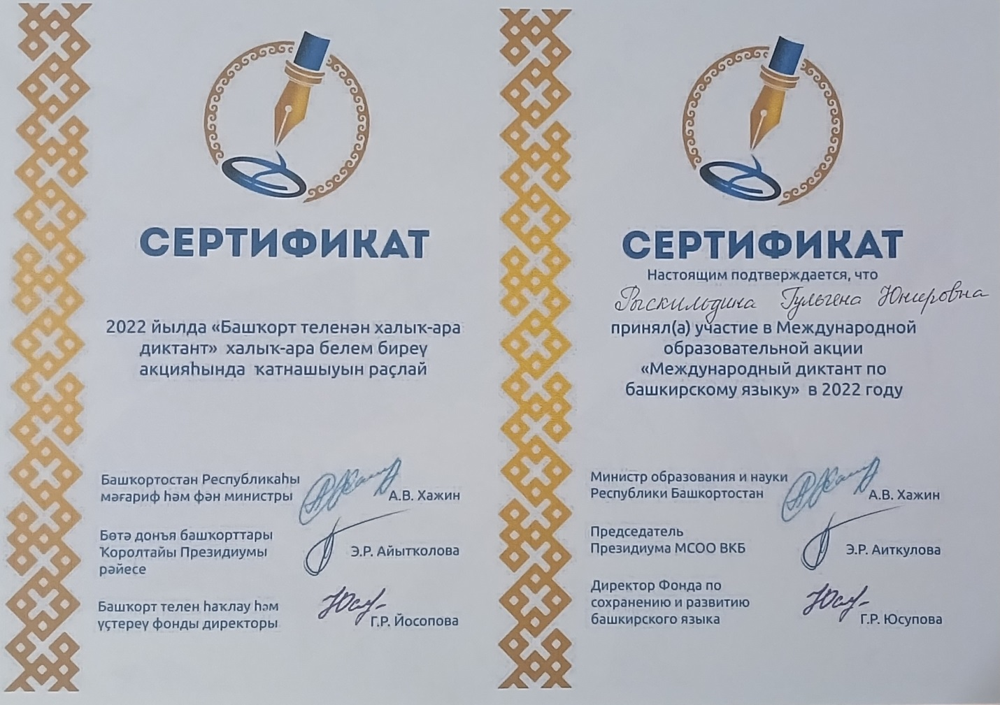 СЕРТИФИКАТ
2022 йылда «Башҡорт теленән халыҡ-ара
диктант» халыҡ-ара белем биреү
акцияһында ҡатнашыуын раҫлай
Башҡортостан Республикаһы
мәғариф һәм фән министры
А.В. Хажин
Бөтә донъя башҡорттары
Ҡоролтайы Президиумы
рәйесе
Э.Р. Айытҡолова
Башҡорт телен һаҡлау һәм
үҫтереү фонды директоры
Г.Р. Йосопова
СЕРТИФИКАТ
Настоящим подтверждается, что
Рыскильдина Гульгена Юнировна
принял(а) участие в Международной
образовательной акции
«Международный диктант по
башкирскому языку» в 2022 году
Министр образования и науки
Республики Башкортостан
А.В. Хажин
Председатель
Президиума МСОО ВКБ
Э.Р. Аиткулова
Директор Фонда по
сохранению и развитию
башкирского языка
Г.Р. Юсупова